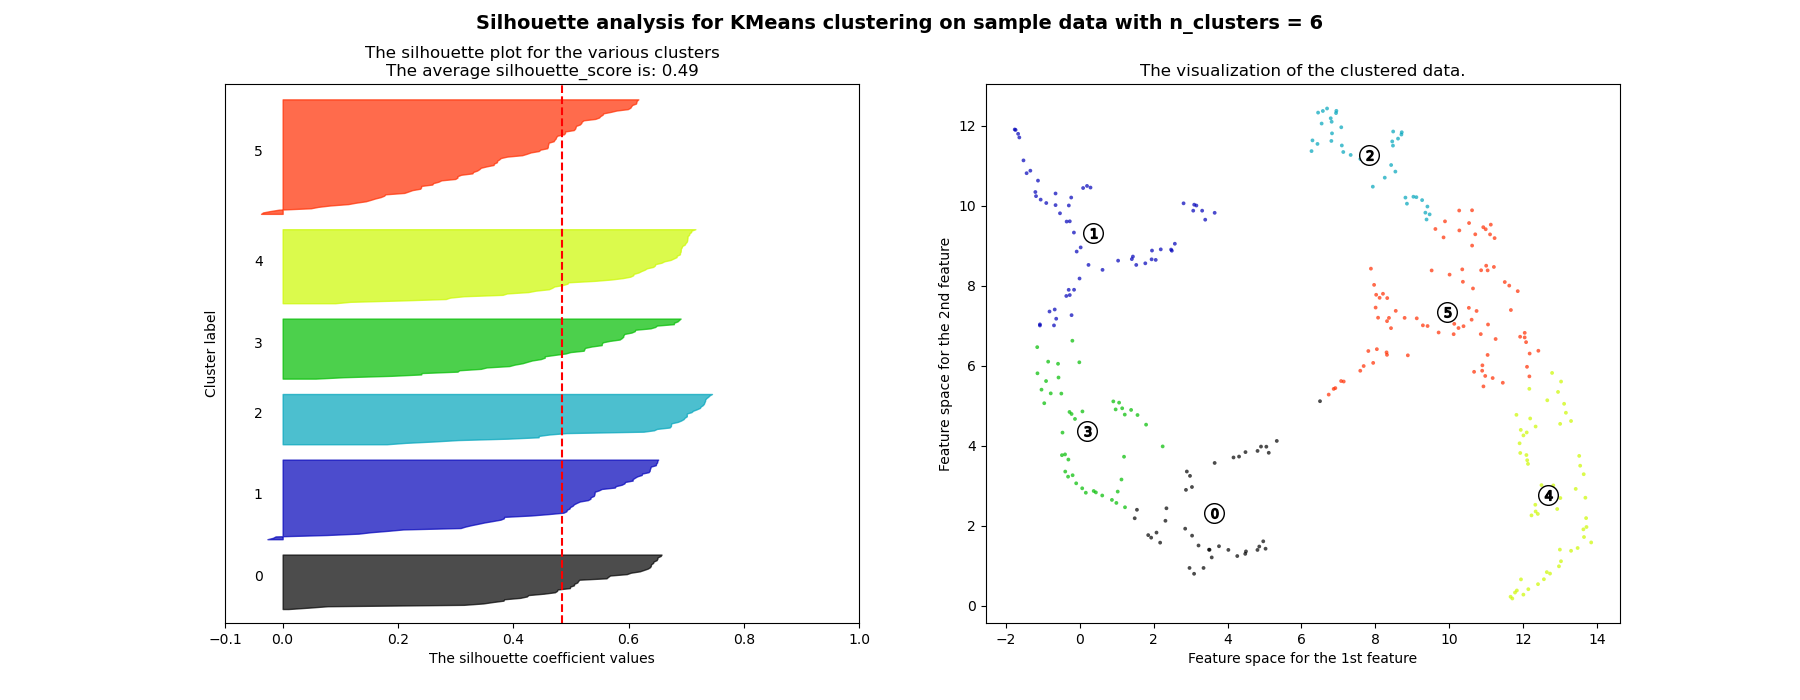 Silhouette analysis for KMeans clustering on sample data with n_clusters = 6
The silhouette plot for the various clusters
The average silhouette_score is: 0.49
5
4
3
2
1
0
Cluster label
−0.1 0.0 0.2 0.4 0.6 0.8 1.0
The silhouette coefficient values
The visualization of the clustered data.
12
10
8
6
4
2
0
Feature space for the 2nd feature
2
1
5
3
4
0
−2 0 2 4 6 8 10 12 14
Feature space for the 1st feature